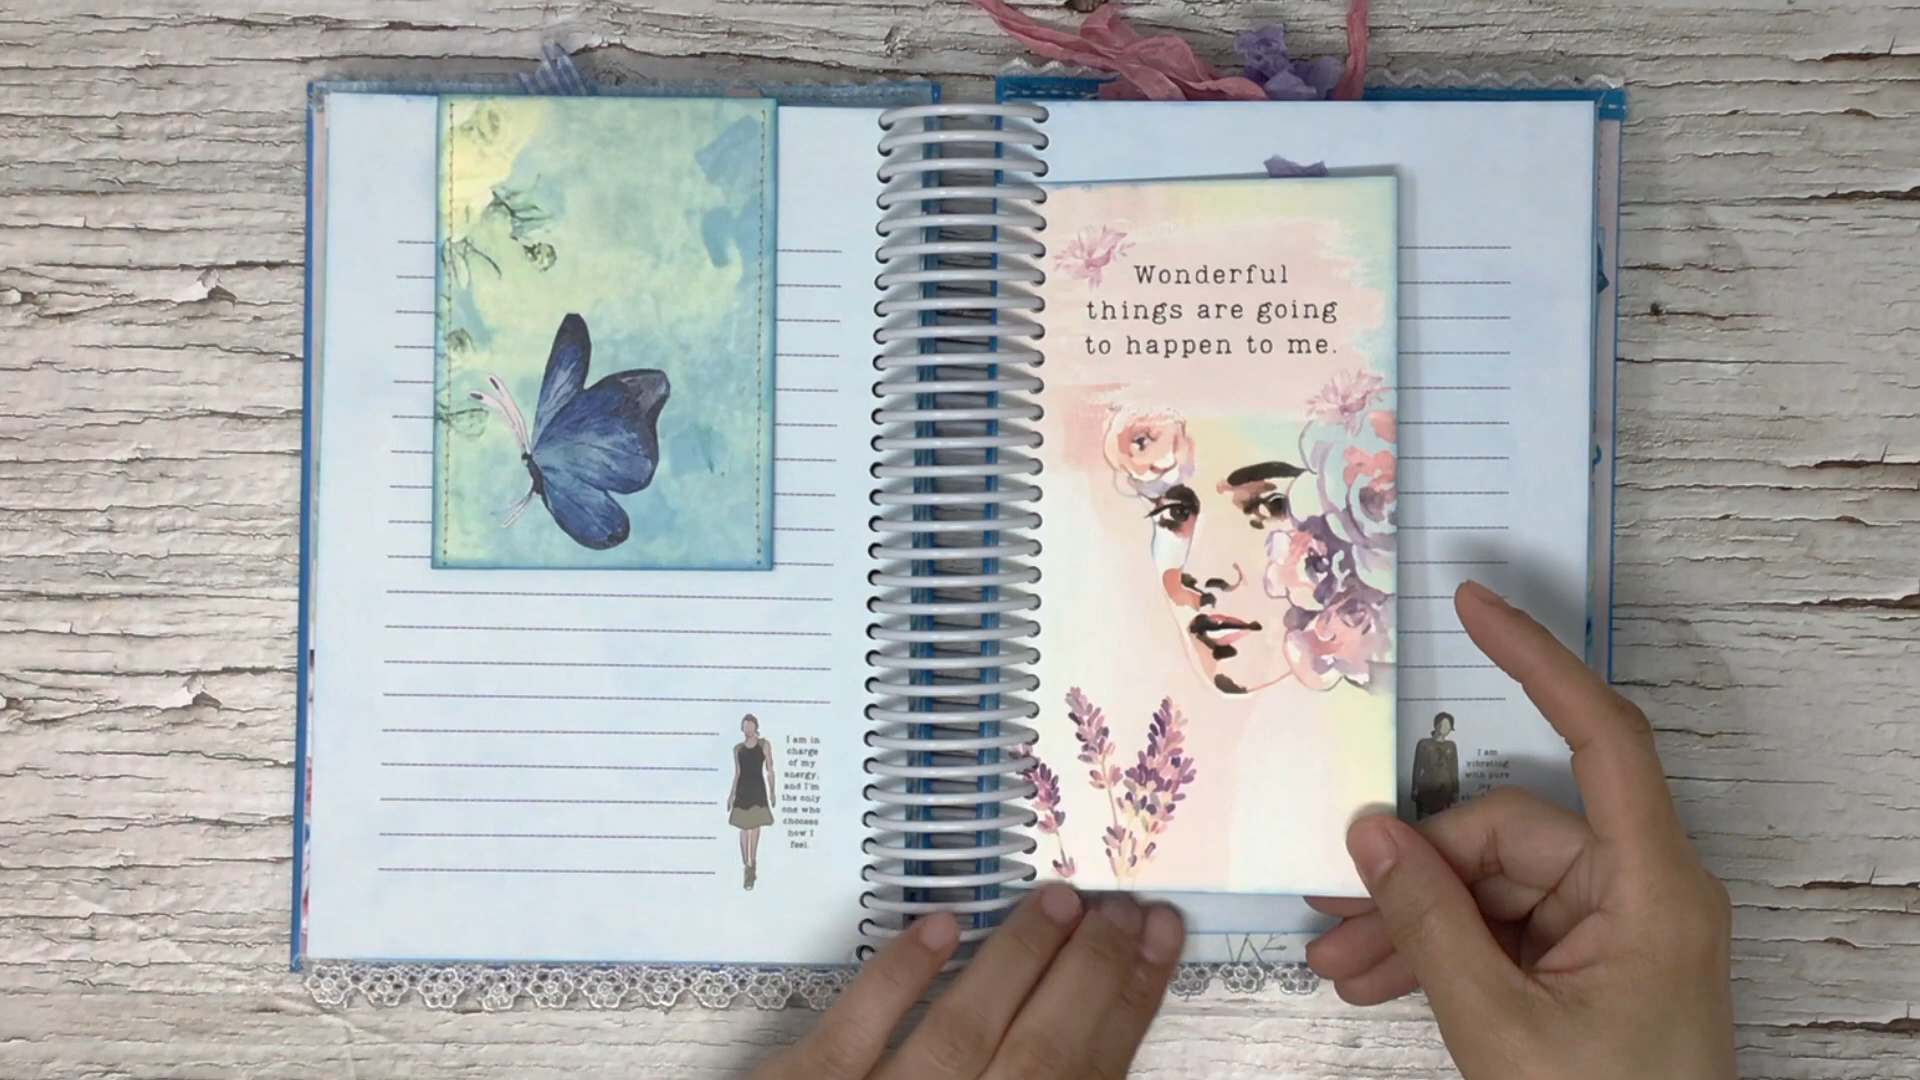 I am in
charge
of my
energy,
and I'm
the only
one who
chooses
how I
feel.
Wonderful
things are going
to happen to me.
I am
vibrating
with pure